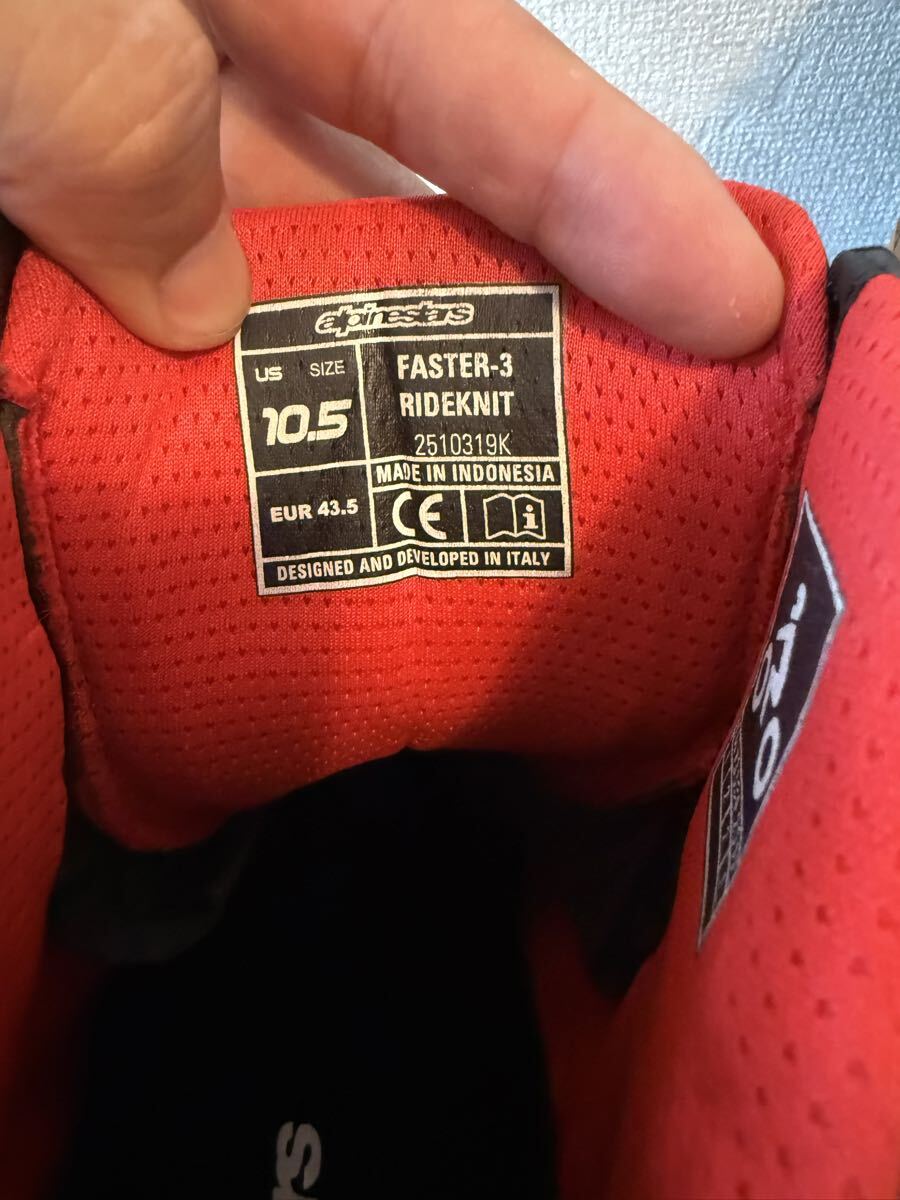 alpinestars
US SIZE
10.5
FASTER-3
RIDEKNIT
2510319K
MADE IN INDONESIA
EUR 43.5
CE
i
DESIGNED AND DEVELOPED IN ITALY